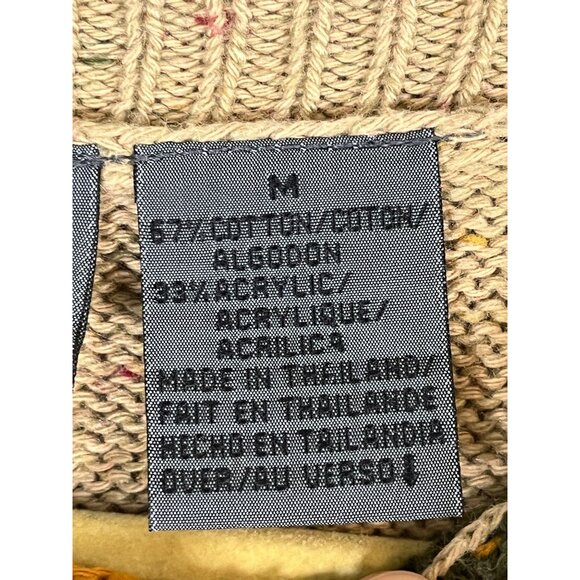 M
67% COTTON/COTON/
ALGODON
33% ACRYLIC/
ACRYLIQUE/
ACRILICA
MADE IN THAILAND/
FAIT EN THAILANDE
HECHO EN TAILANDIA
OVER/AU VERSO